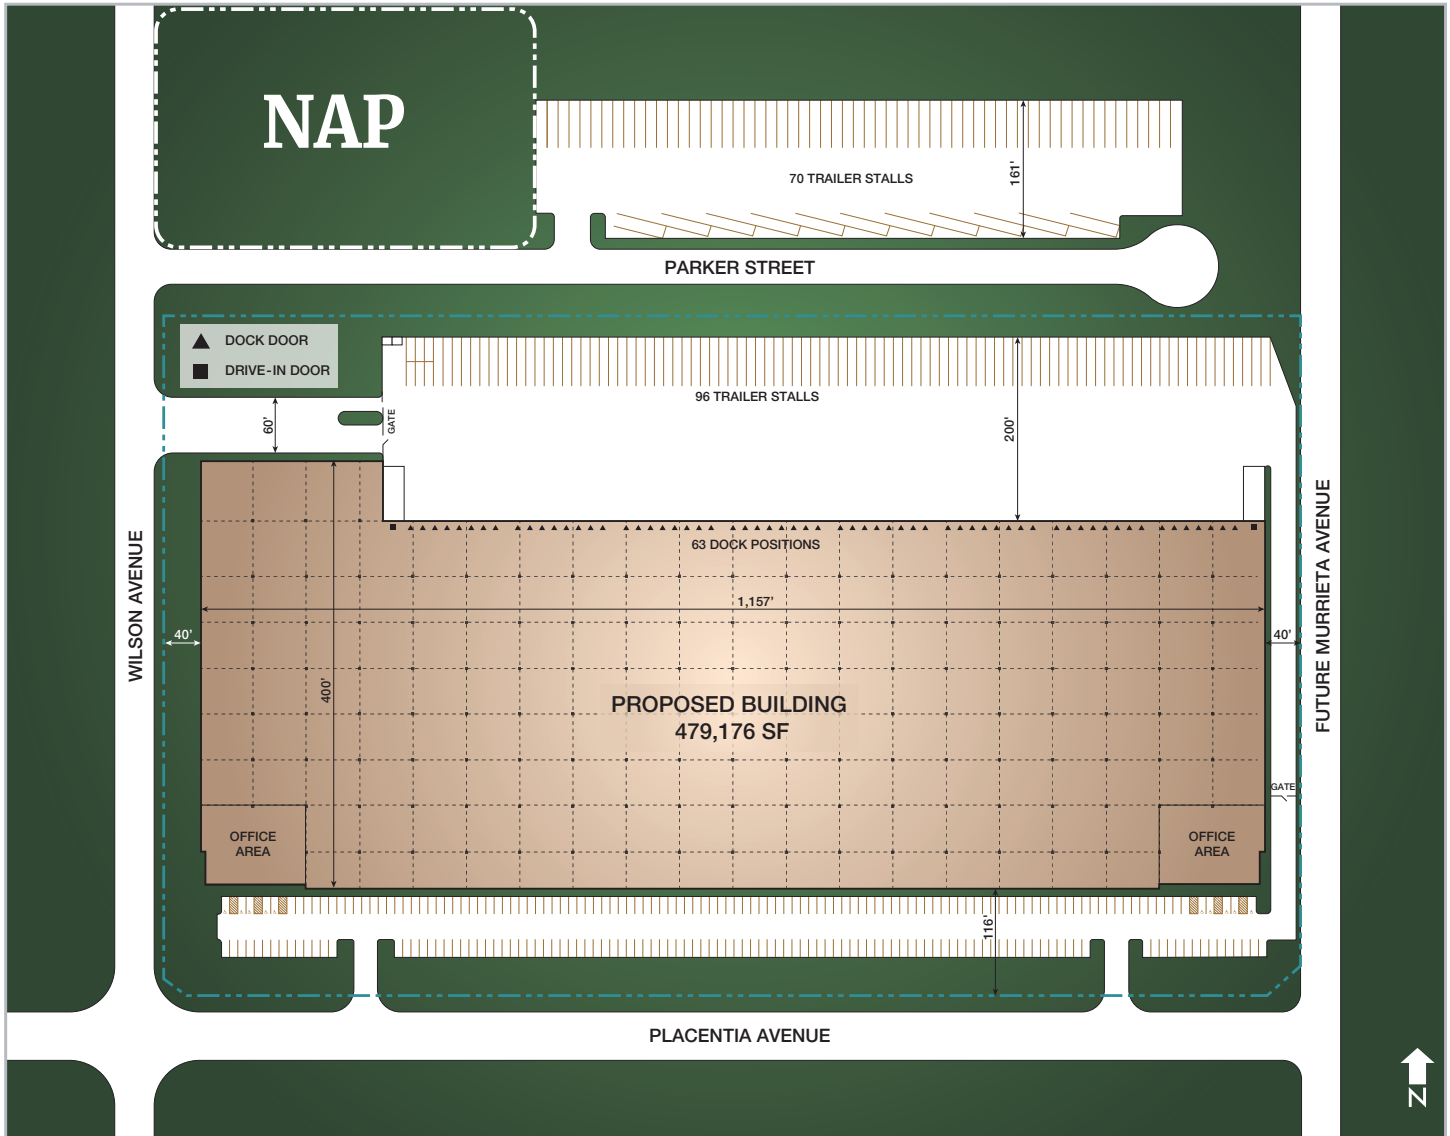 NAP
70 TRAILER STALLS
161'
PARKER STREET
DOCK DOOR
DRIVE-IN DOOR
96 TRAILER STALLS
60'
GATE
200'
63 DOCK POSITIONS
1,157'
WILSON AVENUE
FUTURE MURRIETA AVENUE
40'
40'
400'
PROPOSED BUILDING
479,176 SF
GATE
OFFICE
AREA
OFFICE
AREA
116'
PLACENTIA AVENUE
N